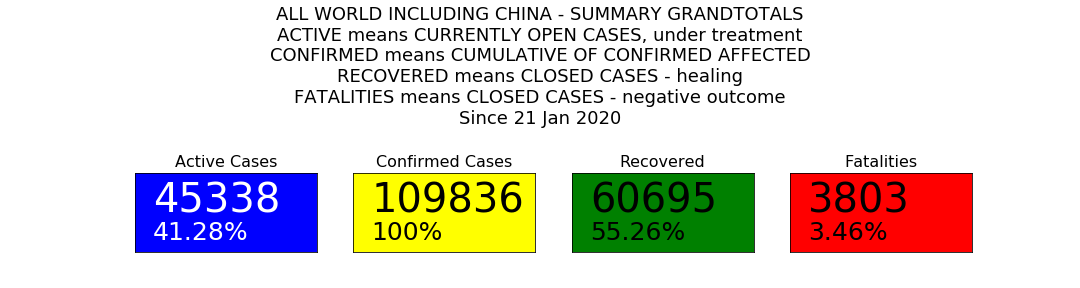 ALL WORLD INCLUDING CHINA - SUMMARY GRANDTOTALS
ACTIVE means CURRENTLY OPEN CASES, under treatment
CONFIRMED means CUMULATIVE OF CONFIRMED AFFECTED
RECOVERED means CLOSED CASES - healing
FATALITIES means CLOSED CASES - negative outcome
Since 21 Jan 2020
Active Cases
45338
41.28%
Confirmed Cases
109836
100%
Recovered
60695
55.26%
Fatalities
3803
3.46%